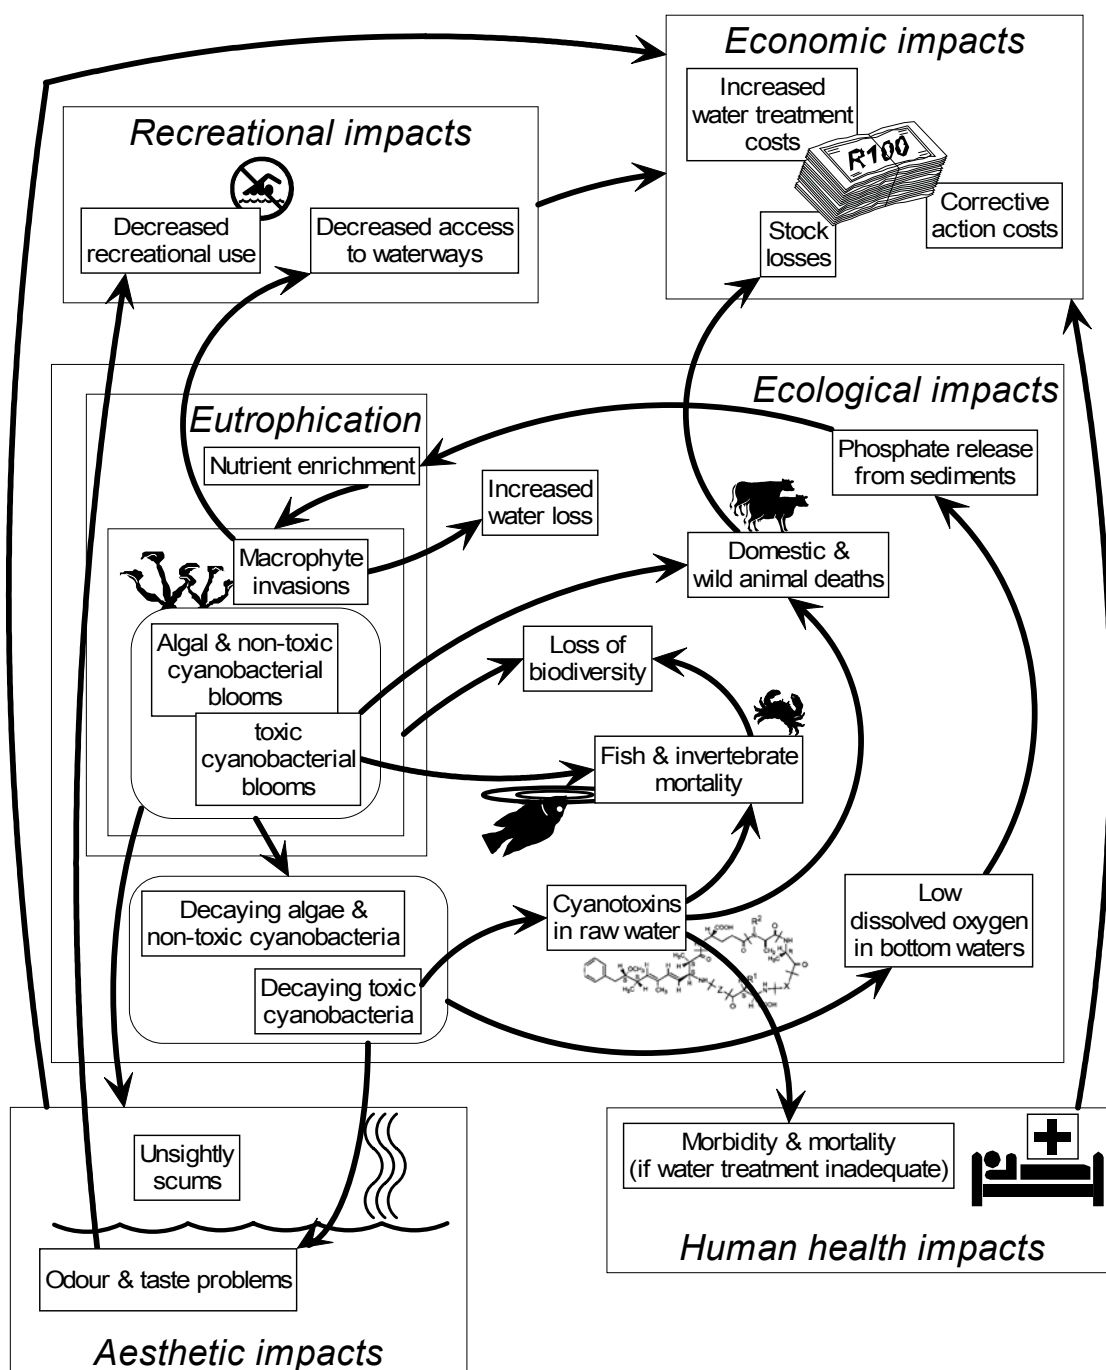 Economic impacts
Increased
water treatment
costs
R100
Corrective
action costs
Stock
losses
Recreational impacts
Decreased
recreational use
Decreased access
to waterways
Ecological impacts
Eutrophication
Nutrient enrichment
Phosphate release
from sediments
Increased
water loss
Macrophyte
invasions
Domestic &
wild animal deaths
Algal & non-toxic
cyanobacterial
blooms
Loss of
biodiversity
toxic
cyanobacterial
blooms
Fish & invertebrate
mortality
Decaying algae &
non-toxic cyanobacteria
Cyanotoxins
in raw water
Low
dissolved oxygen
in bottom waters
Decaying toxic
cyanobacteria
Unsightly
scums
Morbidity & mortality
(if water treatment inadequate)
Human health impacts
Odour & taste problems
Aesthetic impacts